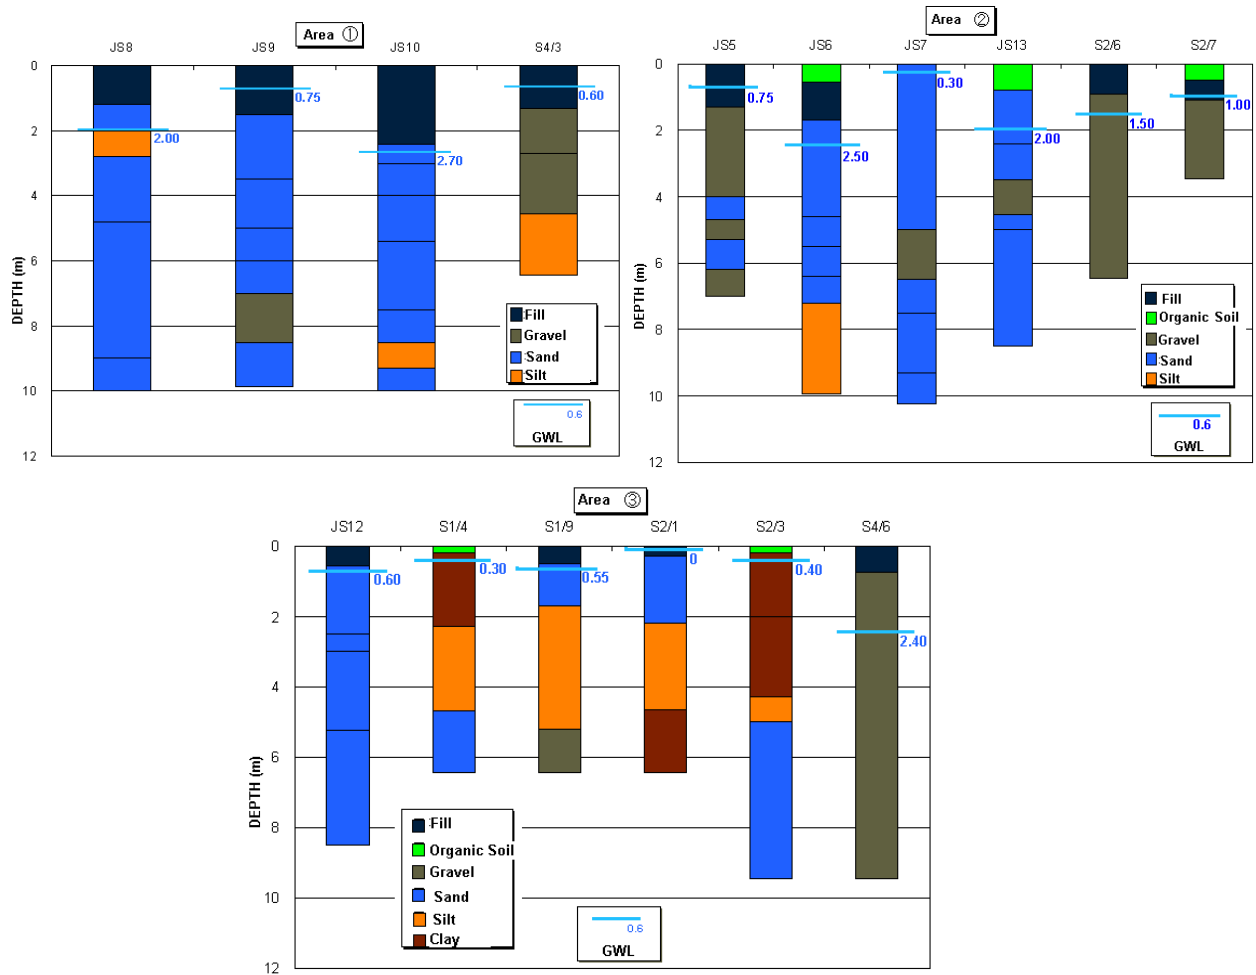 Area ①
JS8 JS9 JS10 S4/3
0
2
4
6
8
10
12
DEPTH (m)
2.00
0.75
2.70
0.60
Fill
Gravel
Sand
Silt
0.6
GWL
Area ②
JS5 JS6 JS7 JS13 S2/6 S2/7
0
2
4
6
8
10
12
DEPTH (m)
0.75
2.50
0.30
2.00
1.50
1.00
Fill
Organic Soil
Gravel
Sand
Silt
0.6
GWL
Area ③
JS12 S1/4 S1/9 S2/1 S2/3 S4/6
0
2
4
6
8
10
12
DEPTH (m)
0.60
0.30
0.55
0
0.40
2.40
Fill
Organic Soil
Gravel
Sand
Silt
Clay
0.6
GWL